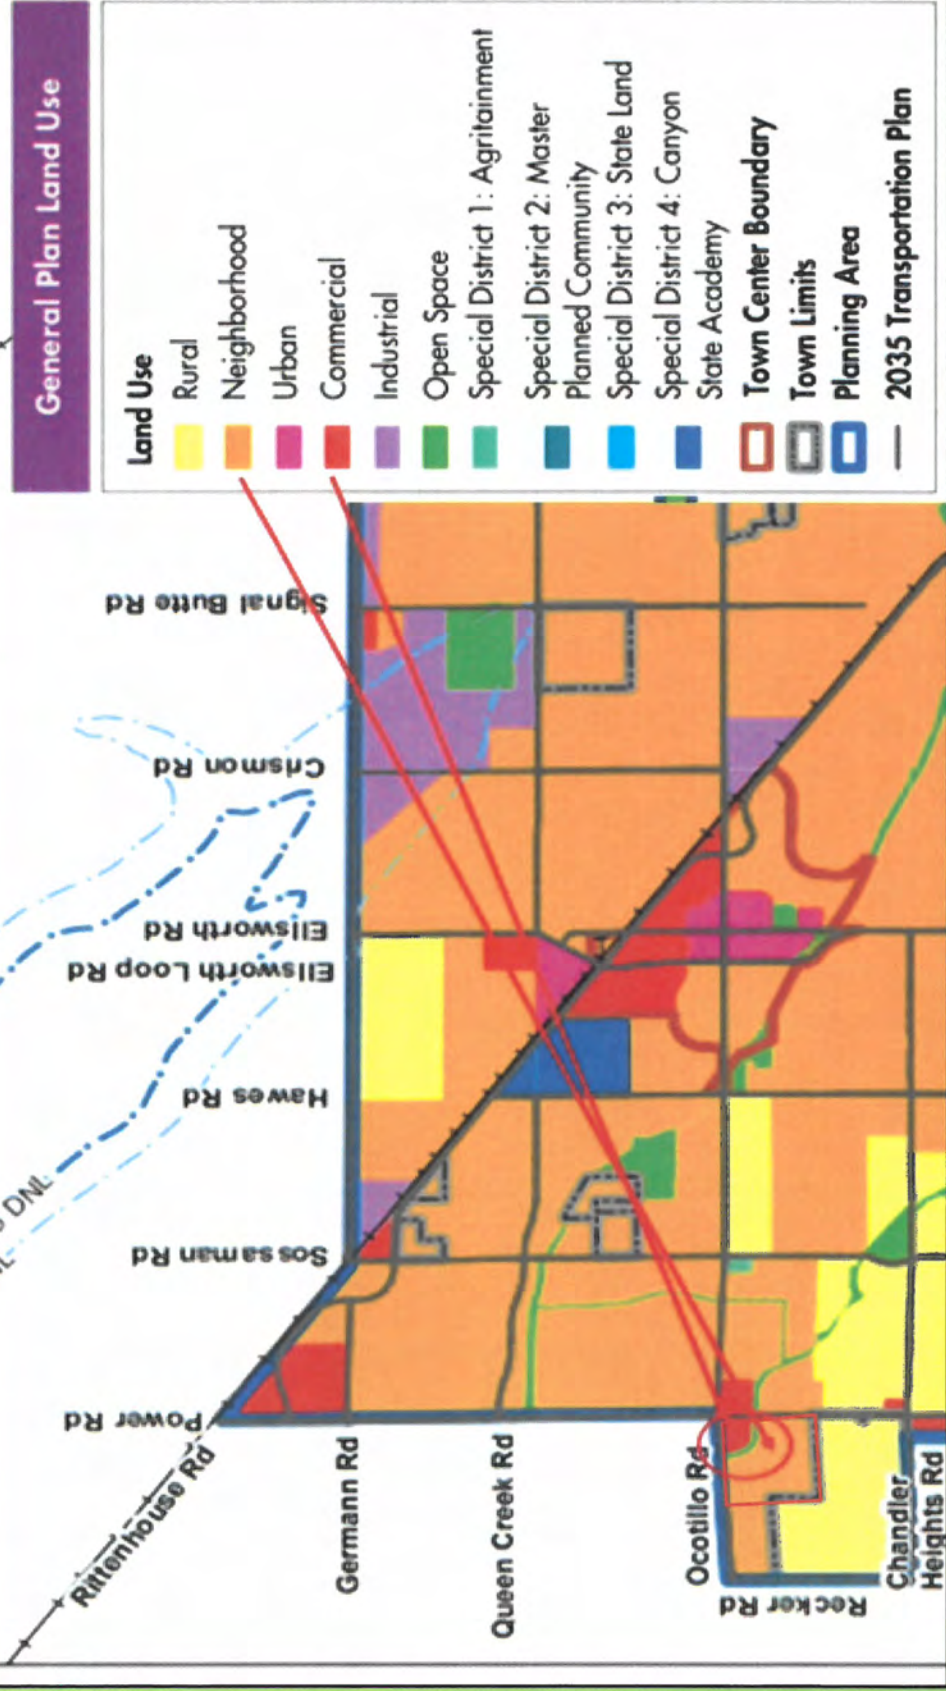 General Plan Land Use
Land Use
Rural
Neighborhood
Urban
Commercial
Industrial
Open Space
Special District 1: Agritainment
Special District 2: Master
Planned Community
Special District 3: State Land
Special District 4: Canyon
State Academy
Town Center Boundary
Town Limits
Planning Area
2035 Transportation Plan
Signal Butte Rd
Crismon Rd
Ellsworth Rd
Ellsworth Loop Rd
Hawes Rd
Sossaman Rd
Power Rd
DNL
Rittenhouse Rd
Germann Rd
Queen Creek Rd
Ocotillo Rd
Chandler
Heights Rd
Recker Rd